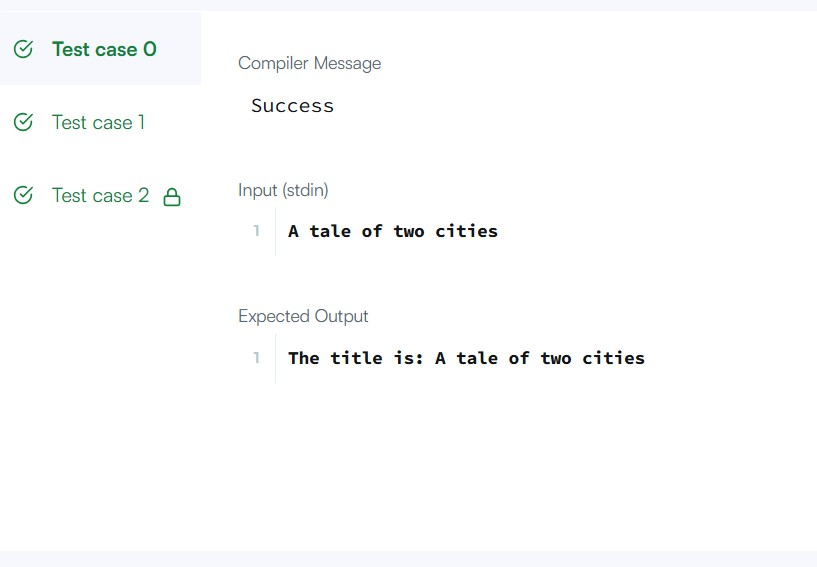 Test case 0
Test case 1
Test case 2
Compiler Message
Success
Input (stdin)
1 A tale of two cities
Expected Output
1 The title is: A tale of two cities